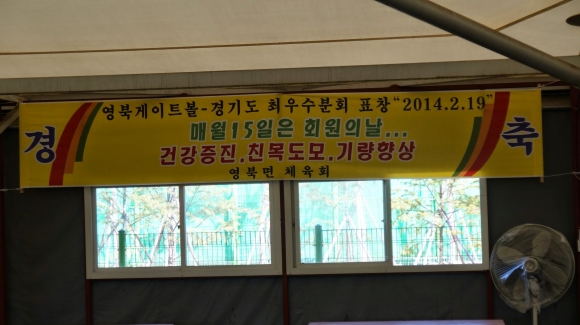 영북게이트볼-경기도 최우수분회 표창“2014.2.19”
경 축
매월15일은 회원의날...
건강증진.친목도모.기량향상
영북면 체육회